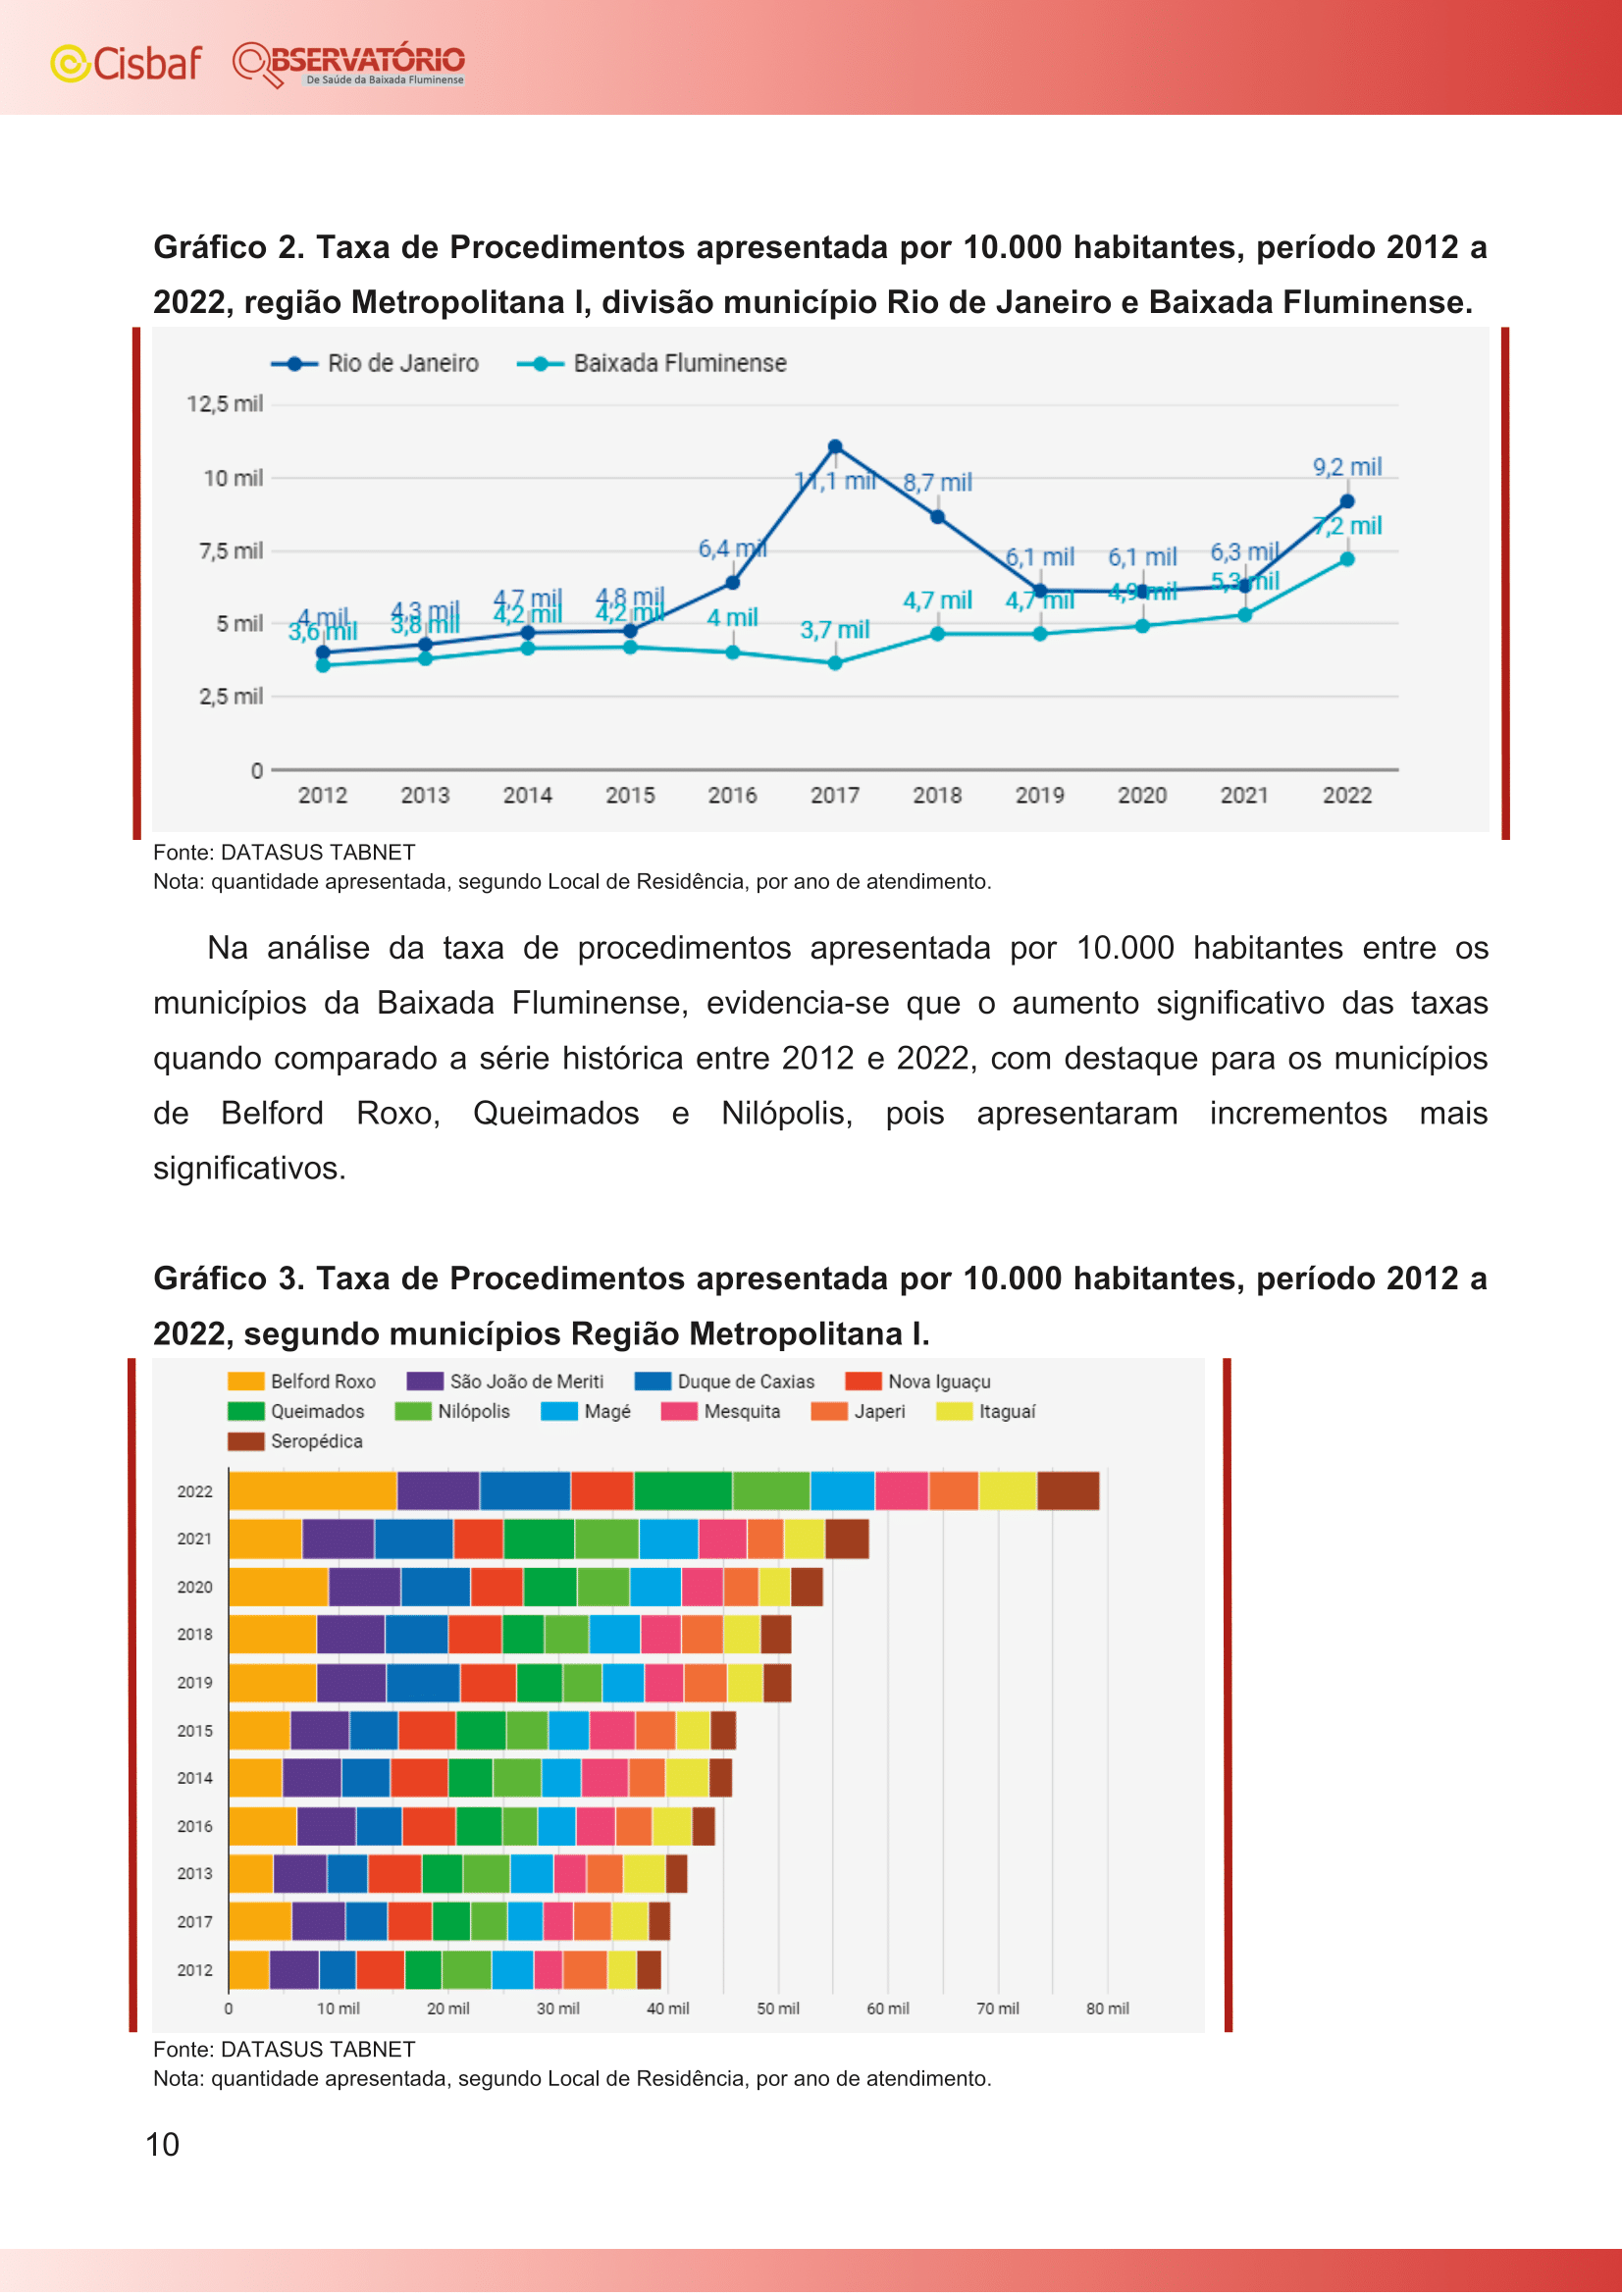 Cisbaf
OBSERVATÓRIO
De Saúde da Baixada Fluminense
Gráfico 2. Taxa de Procedimentos apresentada por 10.000 habitantes, período 2012 a
2022, região Metropolitana I, divisão município Rio de Janeiro e Baixada Fluminense.
Rio de Janeiro Baixada Fluminense
12,5 mil
10 mil
7,5 mil
5 mil
2,5 mil
0
4 mil 4,3 mil 4,7 mil 4,8 mil 6,4 mil 11,1 mil 8,7 mil 6,1 mil 6,1 mil 6,3 mil 9,2 mil
3,6 mil 3,8 mil 4,2 mil 4,2 mil 4 mil 3,7 mil 4,7 mil 4,7 mil 4,9 mil 5,3 mil 7,2 mil
2012 2013 2014 2015 2016 2017 2018 2019 2020 2021 2022
Fonte: DATASUS TABNET
Nota: quantidade apresentada, segundo Local de Residência, por ano de atendimento.
Na análise da taxa de procedimentos apresentada por 10.000 habitantes entre os
municípios da Baixada Fluminense, evidencia-se que o aumento significativo das taxas
quando comparado a série histórica entre 2012 e 2022, com destaque para os municípios
de Belford Roxo, Queimados e Nilópolis, pois apresentaram incrementos mais
significativos.
Gráfico 3. Taxa de Procedimentos apresentada por 10.000 habitantes, período 2012 a
2022, segundo municípios Região Metropolitana I.
Belford Roxo São João de Meriti Duque de Caxias Nova Iguaçu
Queimados Nilópolis Magé Mesquita Japeri Itaguaí
Seropédica
2022
2021
2020
2018
2019
2015
2014
2016
2013
2017
2012
0 10 mil 20 mil 30 mil 40 mil 50 mil 60 mil 70 mil 80 mil
Fonte: DATASUS TABNET
Nota: quantidade apresentada, segundo Local de Residência, por ano de atendimento.
10